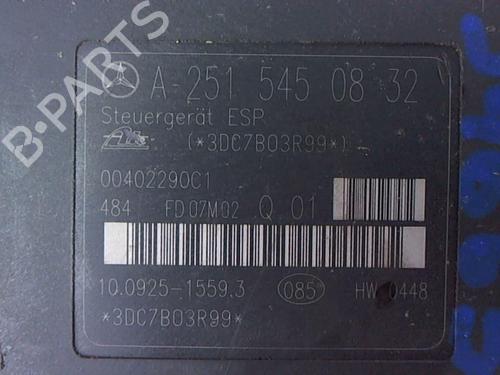 A 251 545 08 32
Steuergerät ESP
(*3DC7B03R99*)
00402290C1
484 FD07M02 Q 01
10.0925-1559.3 085 HW 0448
*3DC7B03R99*
B-PARTS